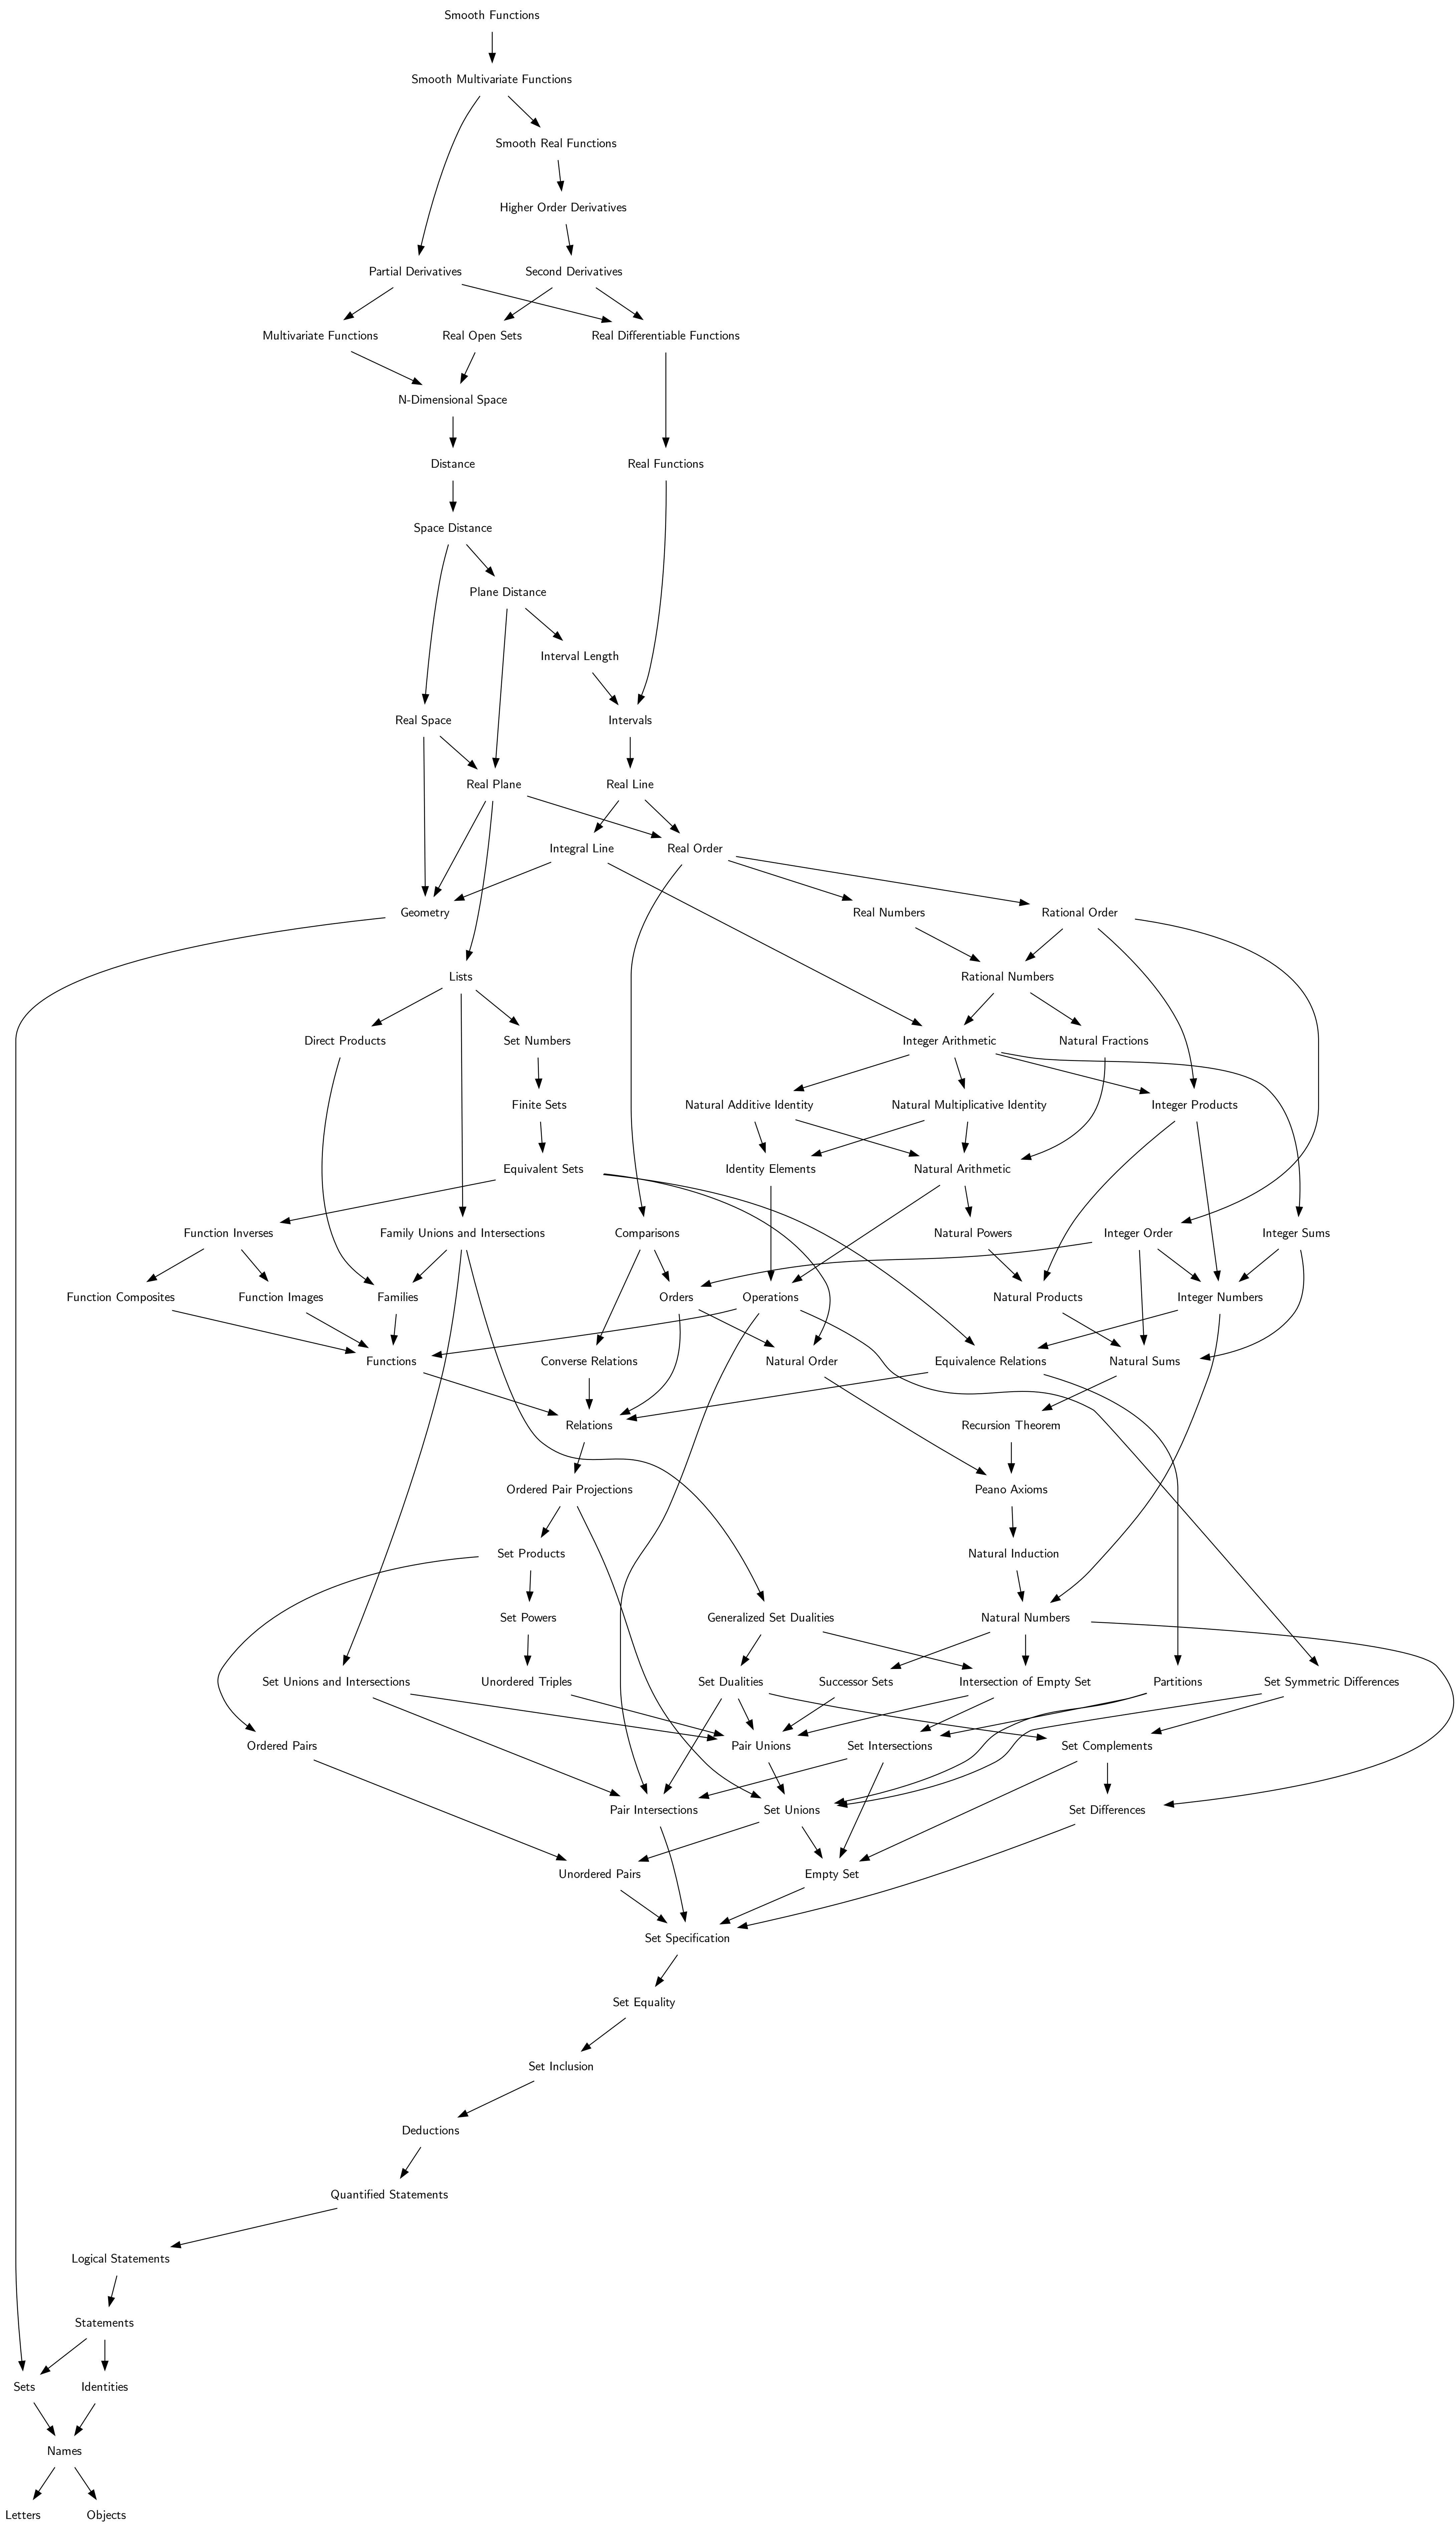 Smooth Functions
Smooth Multivariate Functions
Smooth Real Functions
Higher Order Derivatives
Partial Derivatives
Second Derivatives
Multivariate Functions
Real Open Sets
Real Differentiable Functions
N-Dimensional Space
Distance
Real Functions
Space Distance
Plane Distance
Interval Length
Real Space
Intervals
Real Plane
Real Line
Integral Line
Real Order
Geometry
Real Numbers
Rational Order
Lists
Rational Numbers
Direct Products
Set Numbers
Integer Arithmetic
Natural Fractions
Finite Sets
Natural Additive Identity
Natural Multiplicative Identity
Integer Products
Equivalent Sets
Identity Elements
Natural Arithmetic
Function Inverses
Family Unions and Intersections
Comparisons
Natural Powers
Integer Order
Integer Sums
Function Composites
Function Images
Families
Orders
Operations
Natural Products
Integer Numbers
Functions
Converse Relations
Natural Order
Equivalence Relations
Natural Sums
Relations
Recursion Theorem
Ordered Pair Projections
Peano Axioms
Set Products
Natural Induction
Set Powers
Generalized Set Dualities
Natural Numbers
Set Unions and Intersections
Unordered Triples
Set Dualities
Successor Sets
Intersection of Empty Set
Partitions
Set Symmetric Differences
Ordered Pairs
Pair Unions
Set Intersections
Set Complements
Pair Intersections
Set Unions
Set Differences
Unordered Pairs
Empty Set
Set Specification
Set Equality
Set Inclusion
Deductions
Quantified Statements
Logical Statements
Statements
Sets
Identities
Names
Letters
Objects